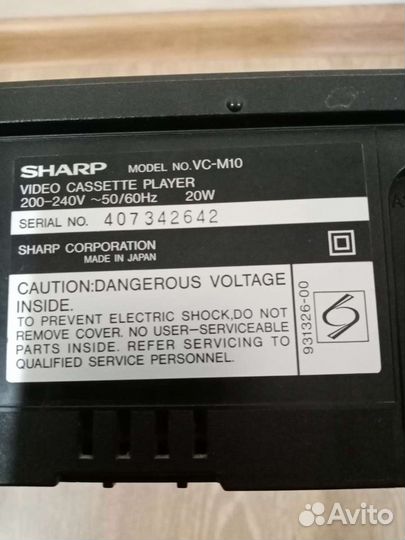 SHARP MODEL NO. VC-M10
VIDEO CASSETTE PLAYER
200-240V ~50/60Hz 20W
SERIAL NO. 407342642
SHARP CORPORATION
MADE IN JAPAN
CAUTION:DANGEROUS VOLTAGE
INSIDE.
TO PREVENT ELECTRIC SHOCK,DO NOT
REMOVE COVER. NO USER-SERVICEABLE
PARTS INSIDE. REFER SERVICING TO
QUALIFIED SERVICE PERSONNEL.
931326-00
Avito